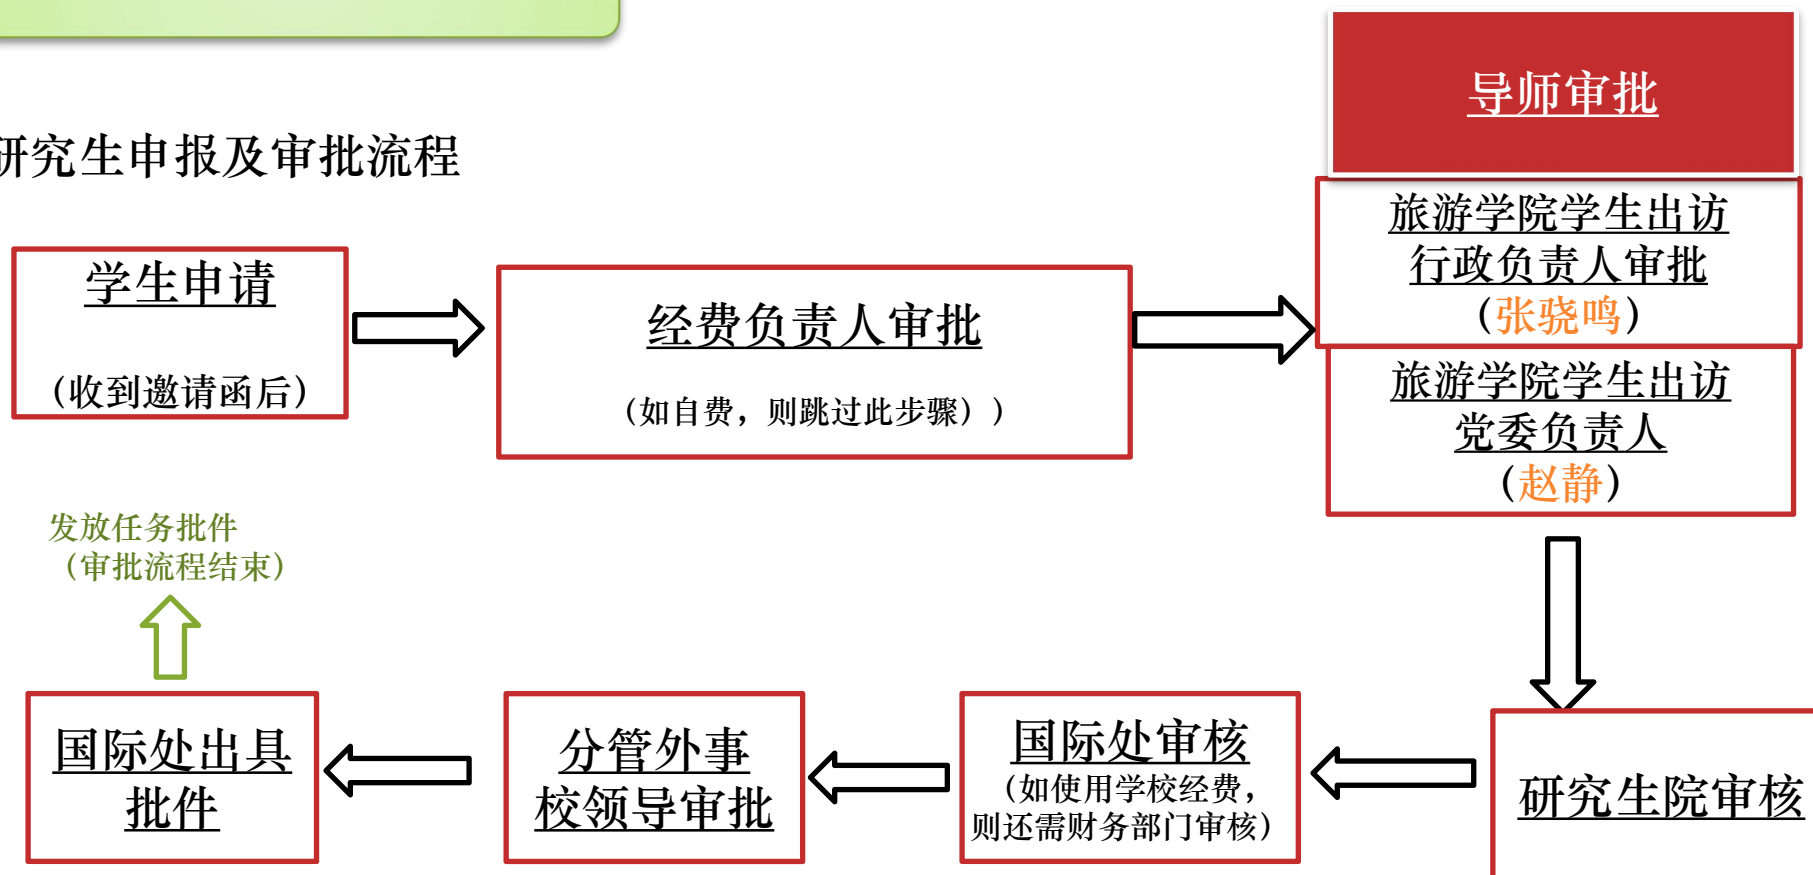 导师审批
研究生申报及审批流程
旅游学院学生出访
行政负责人审批
（张骁鸣）
学生申请
（收到邀请函后）
经费负责人审批
（如自费，则跳过此步骤））
旅游学院学生出访
党委负责人
（赵静）
发放任务批件
（审批流程结束）
国际处出具
批件
分管外事
校领导审批
国际处审核
（如使用学校经费，
则还需财务部门审核）
研究生院审核